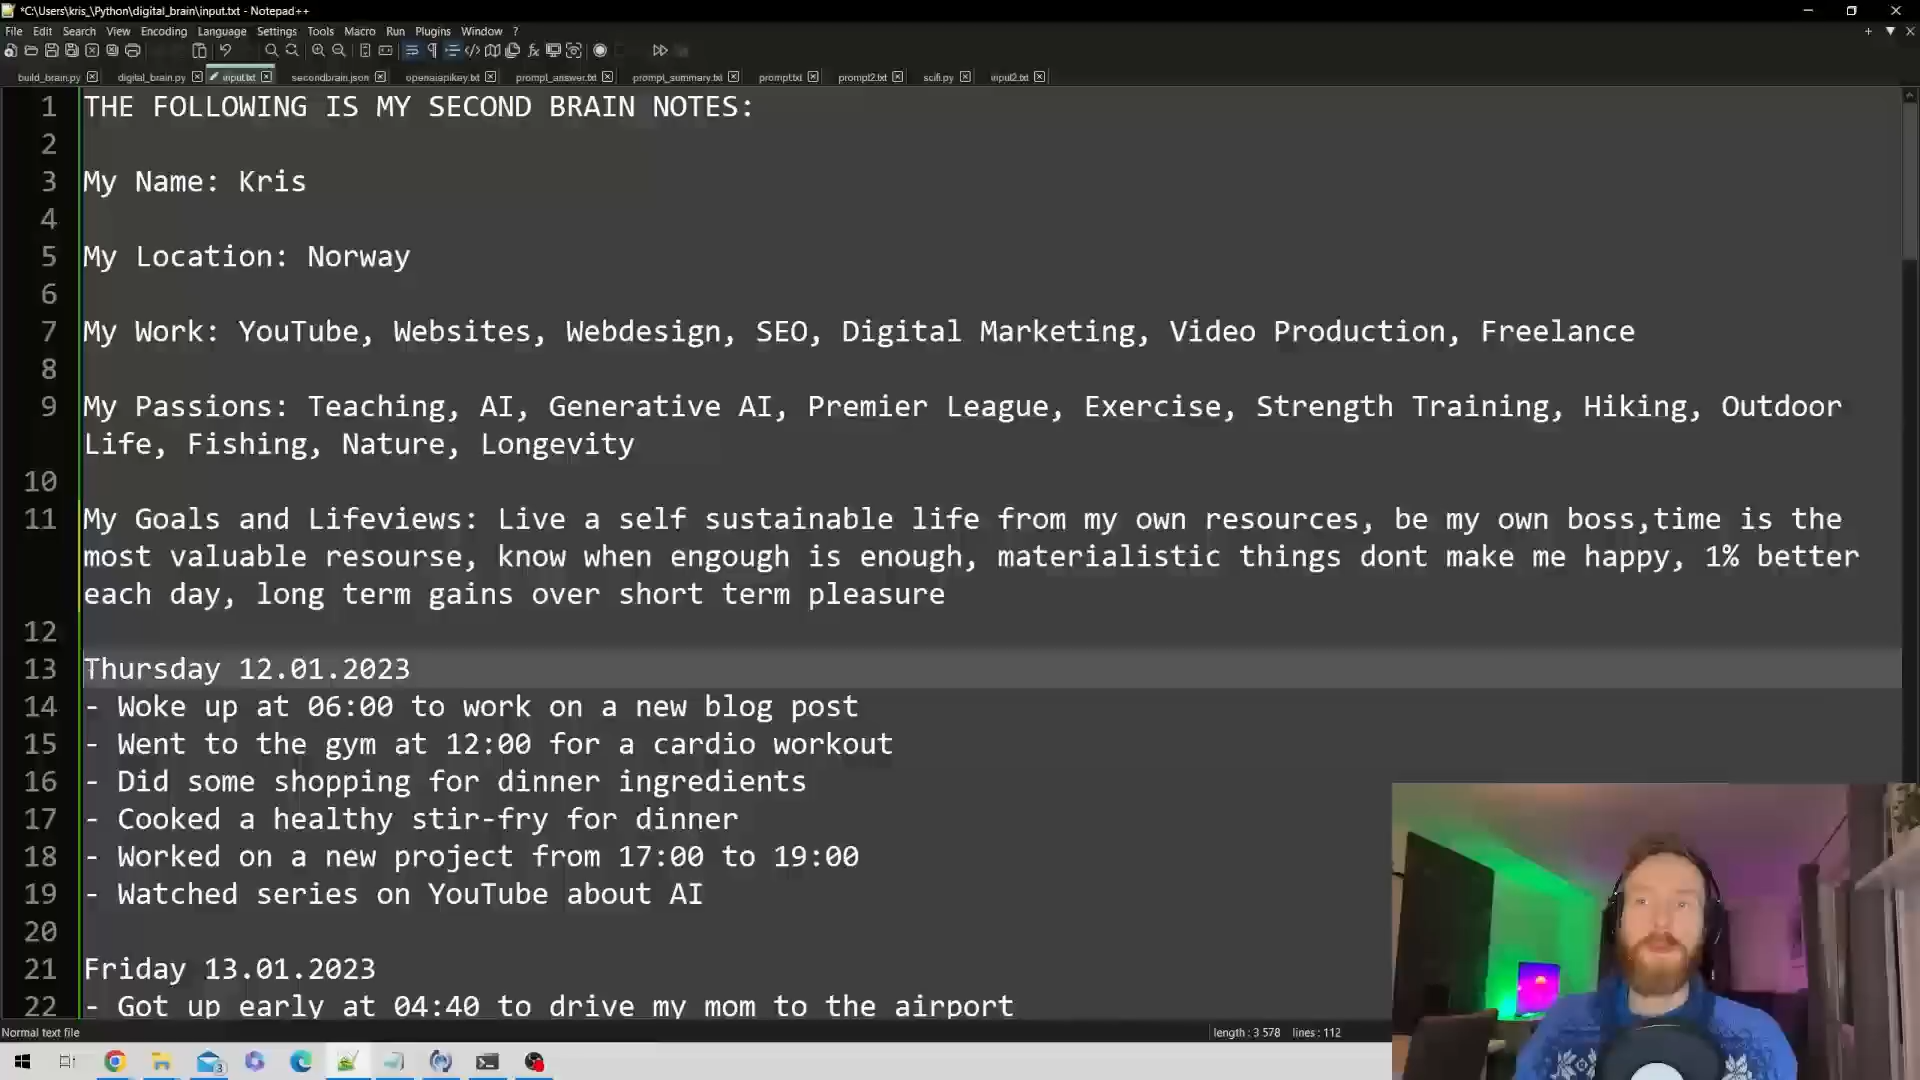 *C:\Users\kris_\Python\digital_brain\input.txt - Notepad++
File Edit Search View Encoding Language Settings Tools Macro Run Plugins Window ?
build_brain.py digital_brain.py input.txt secondbrain.json openaiapikey.txt prompt_answer.txt prompt_summary.txt prompt.txt prompt2.txt scifi.py input2.txt
1 THE FOLLOWING IS MY SECOND BRAIN NOTES:
2
3 My Name: Kris
4
5 My Location: Norway
6
7 My Work: YouTube, Websites, Webdesign, SEO, Digital Marketing, Video Production, Freelance
8
9 My Passions: Teaching, AI, Generative AI, Premier League, Exercise, Strength Training, Hiking, Outdoor
Life, Fishing, Nature, Longevity
10
11 My Goals and Lifeviews: Live a self sustainable life from my own resources, be my own boss,time is the
most valuable resourse, know when engough is enough, materialistic things dont make me happy, 1% better
each day, long term gains over short term pleasure
12
13 Thursday 12.01.2023
14 - Woke up at 06:00 to work on a new blog post
15 - Went to the gym at 12:00 for a cardio workout
16 - Did some shopping for dinner ingredients
17 - Cooked a healthy stir-fry for dinner
18 - Worked on a new project from 17:00 to 19:00
19 - Watched series on YouTube about AI
20
21 Friday 13.01.2023
22 - Got up early at 04:40 to drive my mom to the airport
Normal text file length : 3 578 lines : 112